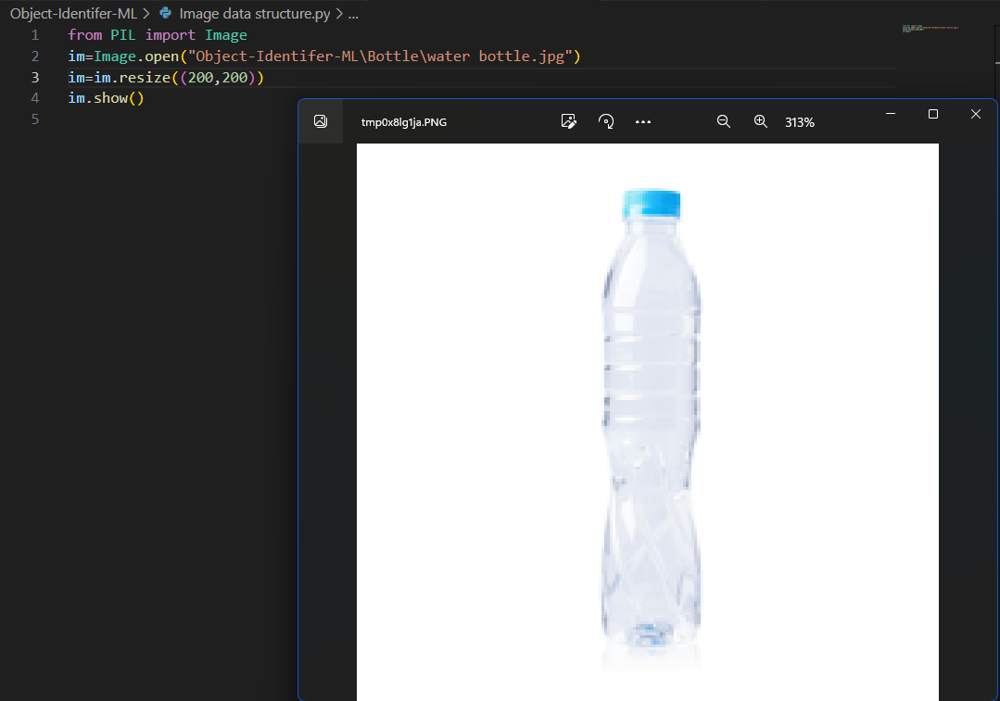 Object-Identifer-ML > Image data structure.py > ...
1 from PIL import Image
2 im=Image.open("Object-Identifer-ML\Bottle\water bottle.jpg")
3 im=im.resize((200,200))
4 im.show()
5
tmp0x8lg1ja.PNG 313%